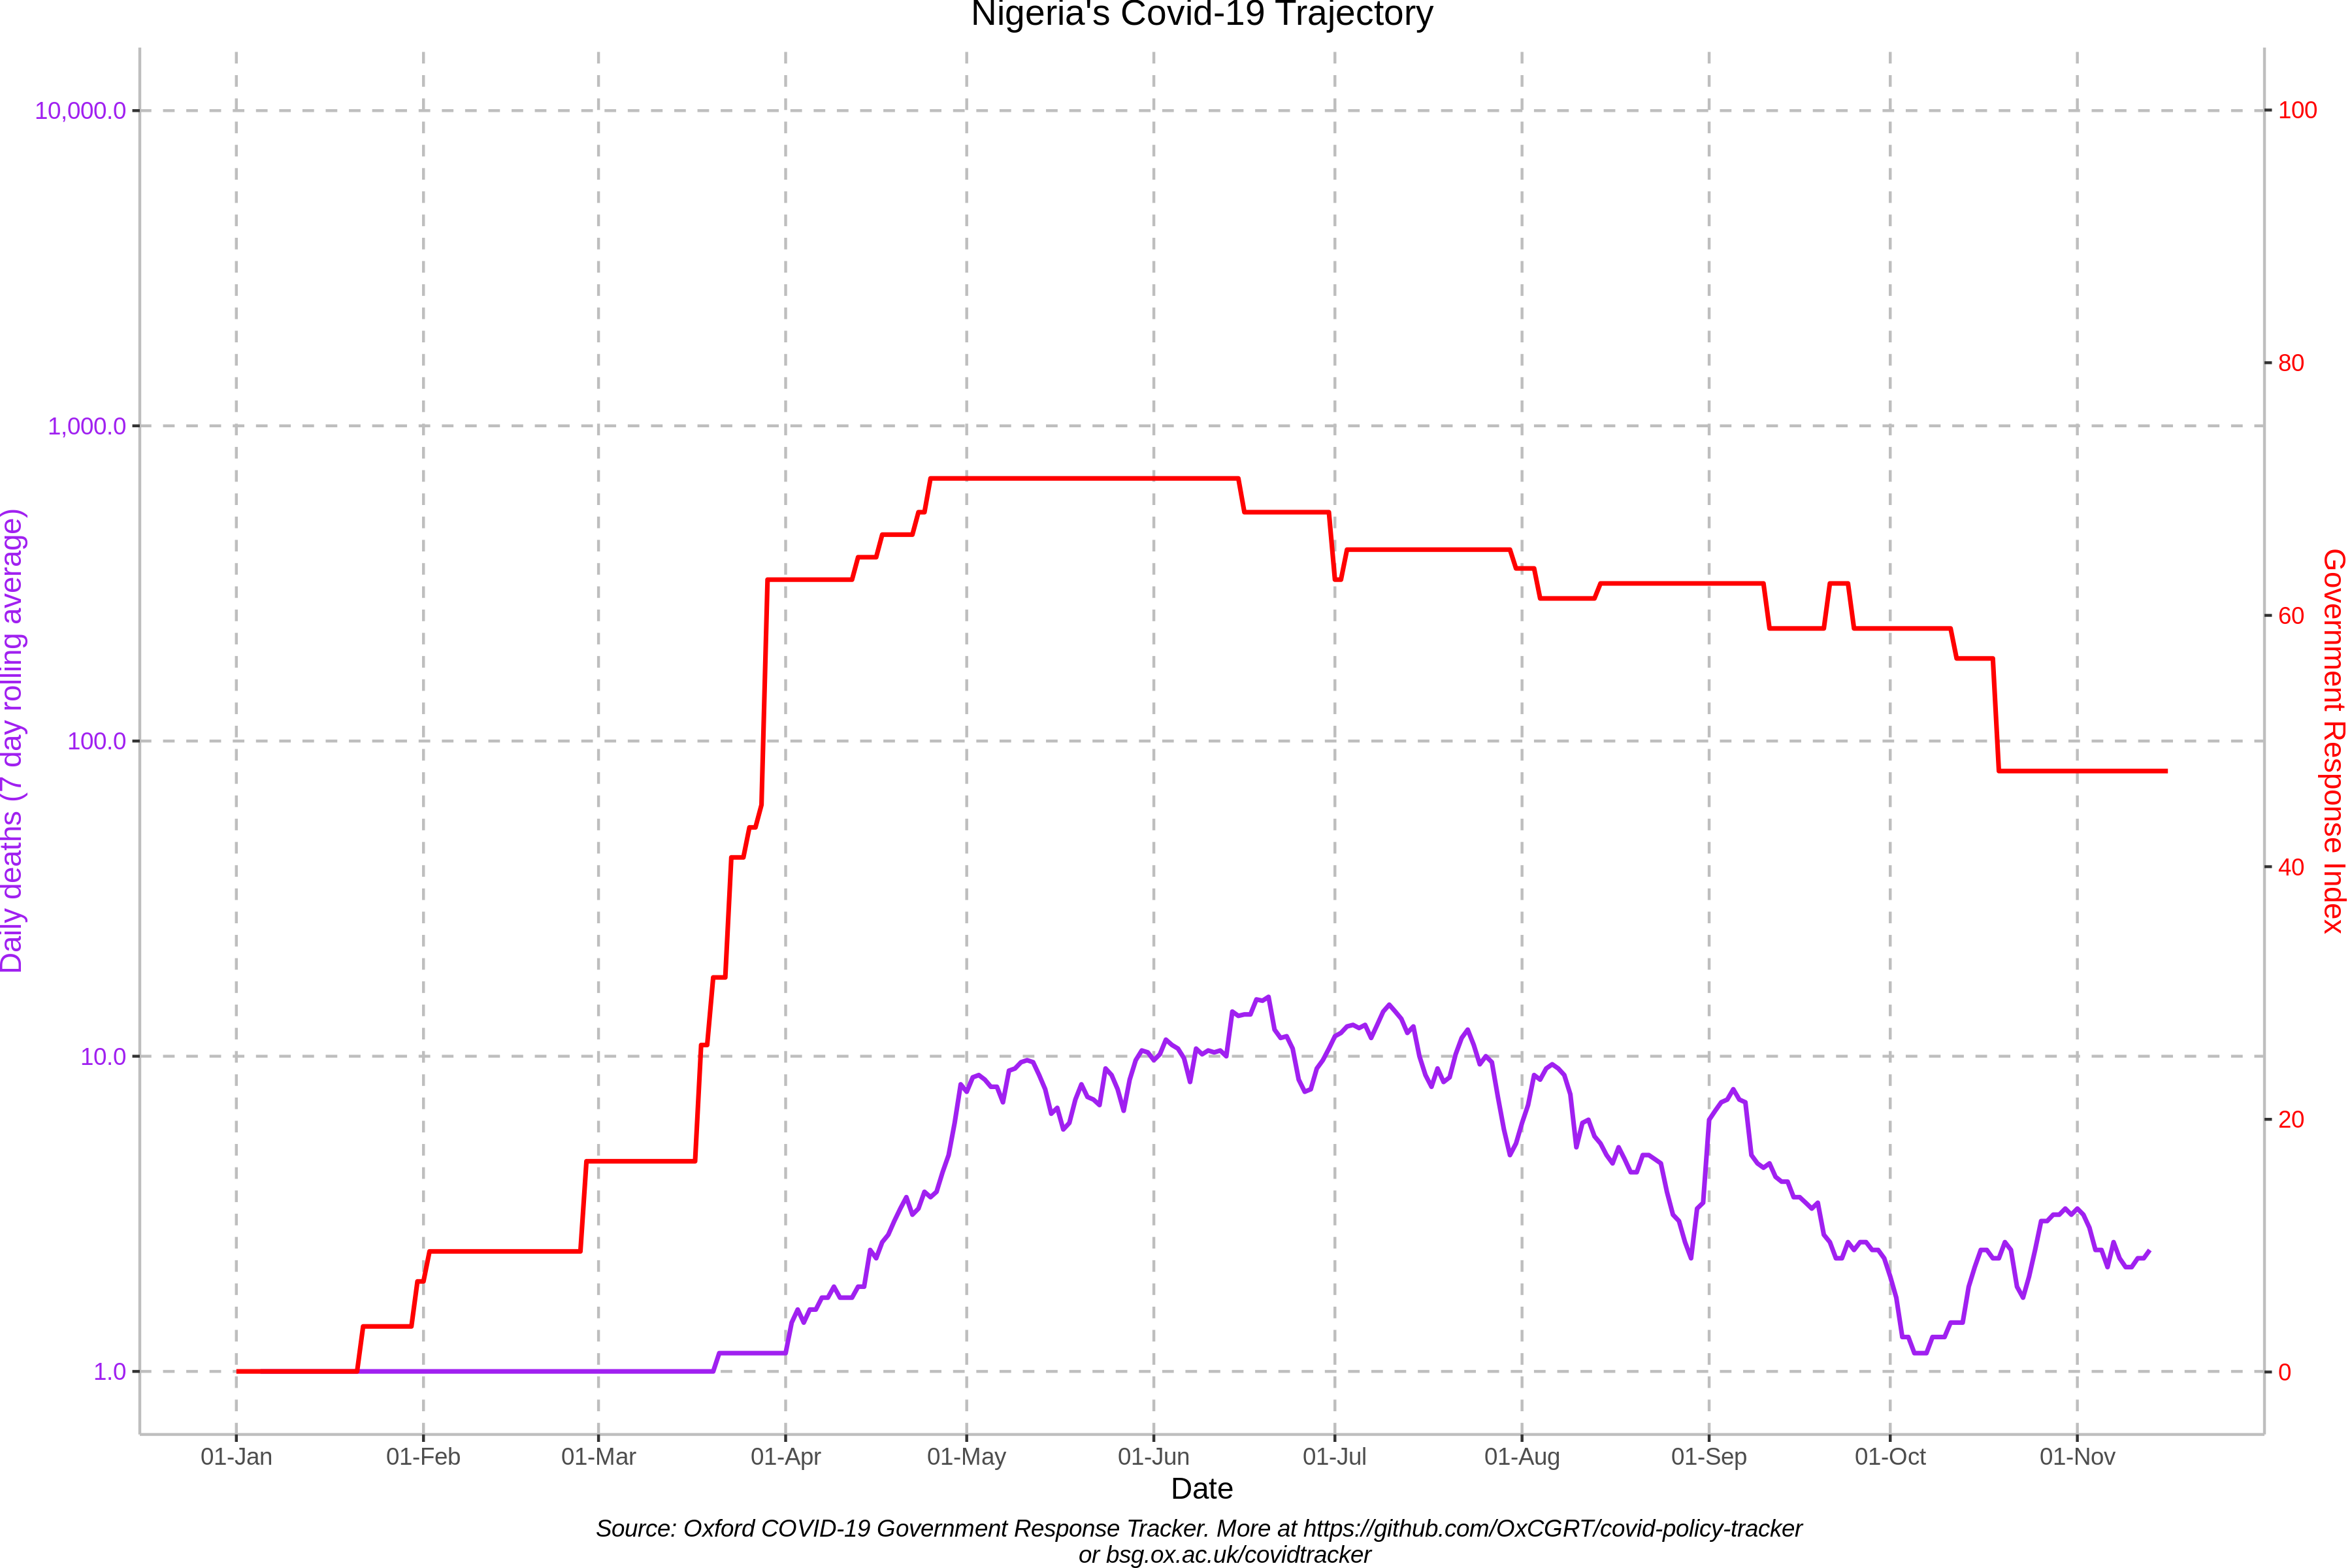 Nigeria's Covid-19 Trajectory
10,000.0
1,000.0
100.0
10.0
1.0
Daily deaths (7 day rolling average)
100
80
60
40
20
0
Government Response Index
01-Jan
01-Feb
01-Mar
01-Apr
01-May
01-Jun
01-Jul
01-Aug
01-Sep
01-Oct
01-Nov
Date
Source: Oxford COVID-19 Government Response Tracker. More at https://github.com/OxCGRT/covid-policy-tracker
or bsg.ox.ac.uk/covidtracker